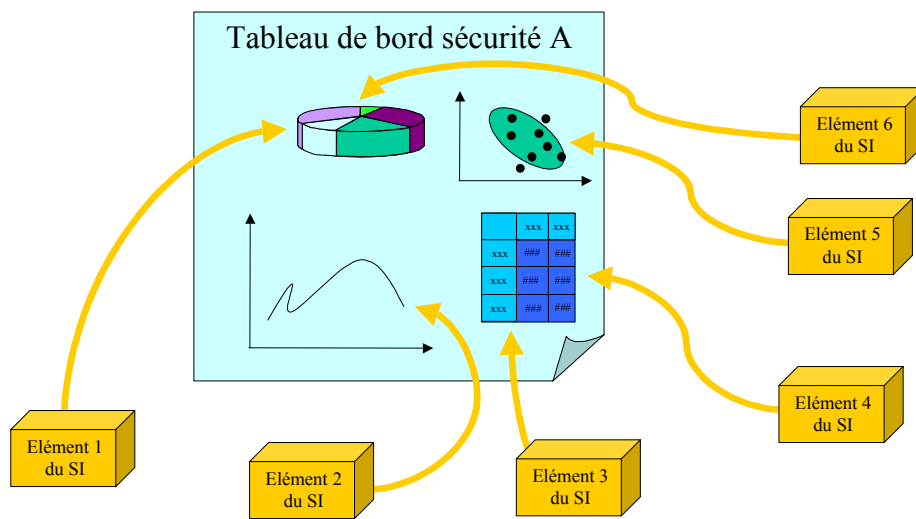 Tableau de bord sécurité A
Elément 6
du SI
Elément 5
du SI
xxx xxx
xxx ### ###
xxx ### ###
xxx ### ###
Elément 4
du SI
Elément 1
du SI
Elément 2
du SI
Elément 3
du SI